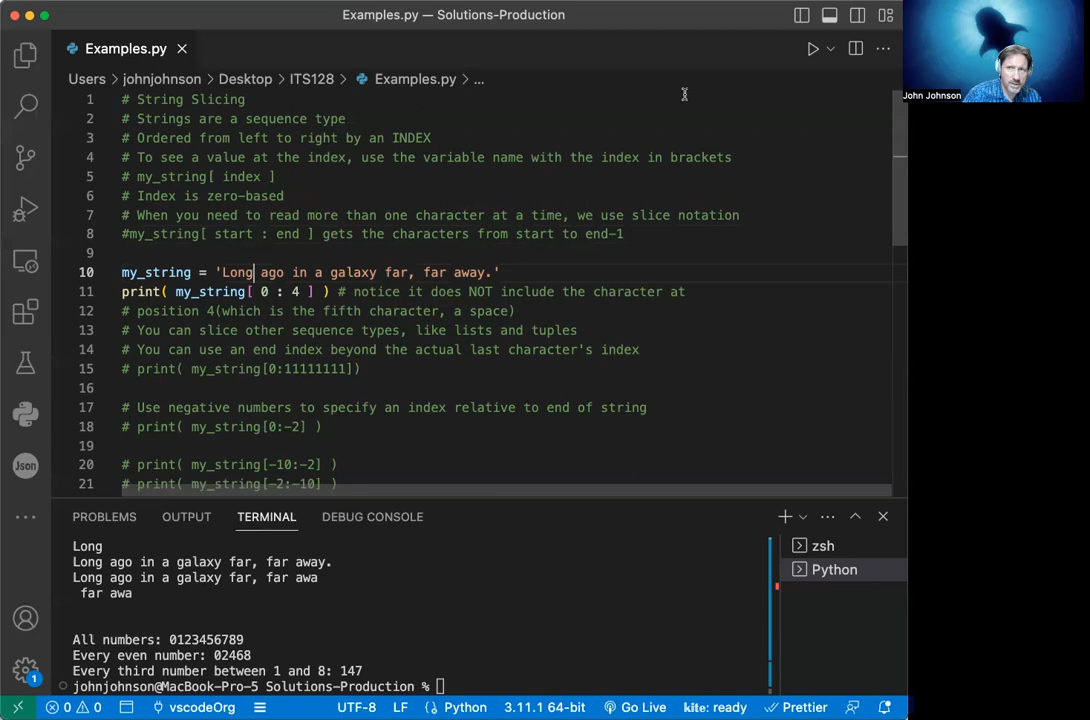 Examples.py — Solutions-Production
Examples.py
Users > johnjohnson > Desktop > ITS128 > Examples.py > ...
1 # String Slicing
2 # Strings are a sequence type
3 # Ordered from left to right by an INDEX
4 # To see a value at the index, use the variable name with the index in brackets
5 # my_string[ index ]
6 # Index is zero-based
7 # When you need to read more than one character at a time, we use slice notation
8 #my_string[ start : end ] gets the characters from start to end-1
9
10 my_string = 'Long ago in a galaxy far, far away.'
11 print( my_string[ 0 : 4 ] ) # notice it does NOT include the character at
12 # position 4(which is the fifth character, a space)
13 # You can slice other sequence types, like lists and tuples
14 # You can use an end index beyond the actual last character's index
15 # print( my_string[0:11111111])
16
17 # Use negative numbers to specify an index relative to end of string
18 # print( my_string[0:-2] )
19
20 # print( my_string[-10:-2] )
21 # print( my_string[-2:-10] )
John Johnson
Json
PROBLEMS OUTPUT TERMINAL DEBUG CONSOLE
Long
Long ago in a galaxy far, far away.
Long ago in a galaxy far, far awa
far awa
All numbers: 0123456789
Every even number: 02468
Every third number between 1 and 8: 147
johnjohnson@MacBook-Pro-5 Solutions-Production %
zsh
Python
1
0 0 vscodeOrg UTF-8 LF Python 3.11.1 64-bit Go Live kite: ready Prettier